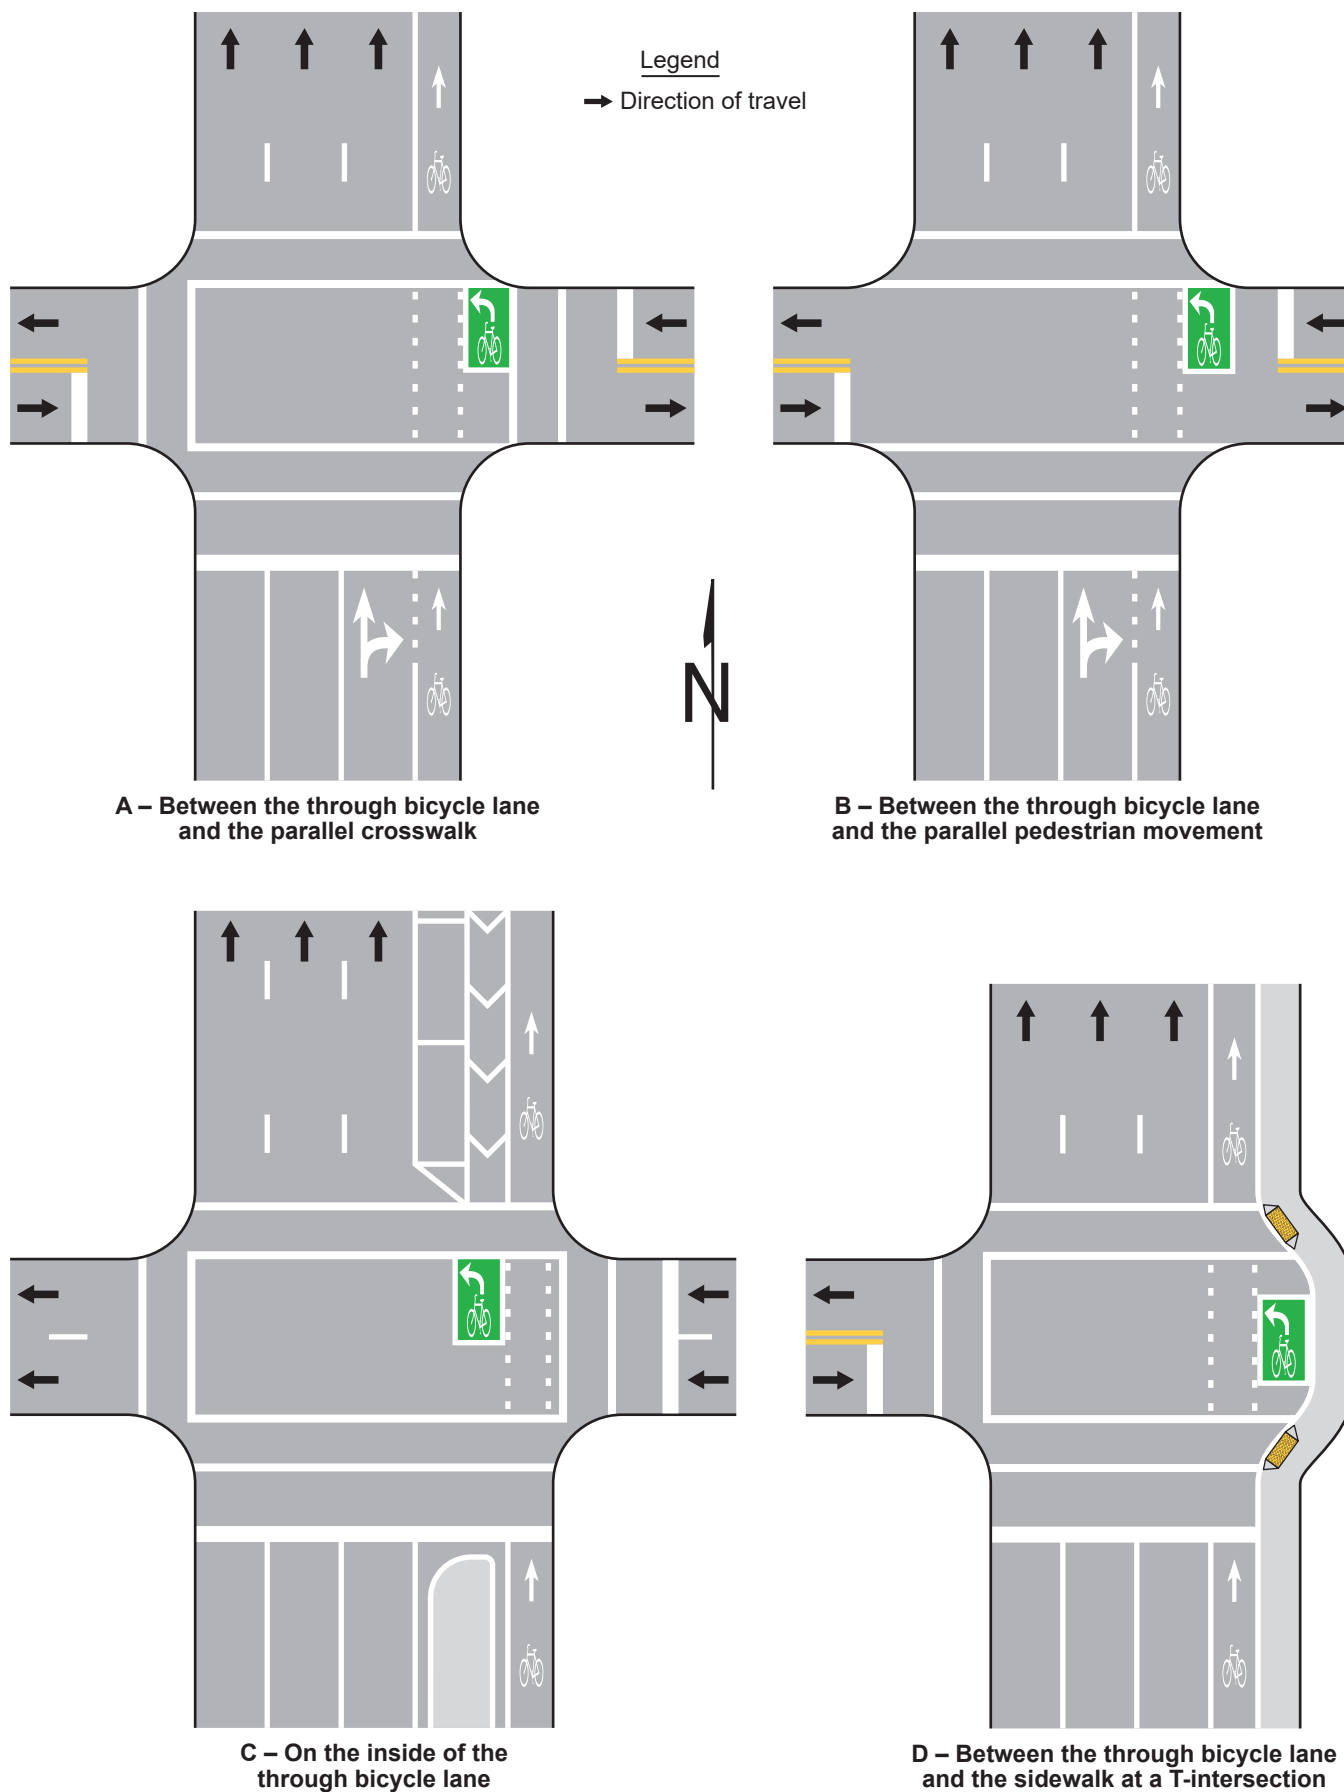 Legend
Direction of travel
N
A – Between the through bicycle lane
and the parallel crosswalk
B – Between the through bicycle lane
and the parallel pedestrian movement
C – On the inside of the
through bicycle lane
D – Between the through bicycle lane
and the sidewalk at a T-intersection